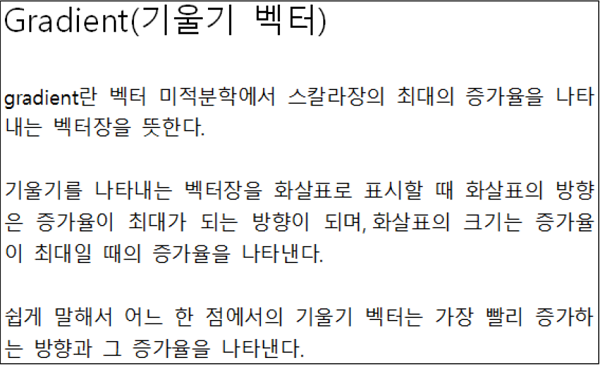 Gradient(기울기 벡터)
gradient란 벡터 미적분학에서 스칼라장의 최대의 증가율을 나타
내는 벡터장을 뜻한다.
기울기를 나타내는 벡터장을 화살표로 표시할 때 화살표의 방향
은 증가율이 최대가 되는 방향이 되며, 화살표의 크기는 증가율
이 최대일 때의 증가율을 나타낸다.
쉽게 말해서 어느 한 점에서의 기울기 벡터는 가장 빨리 증가하
는 방향과 그 증가율을 나타낸다.